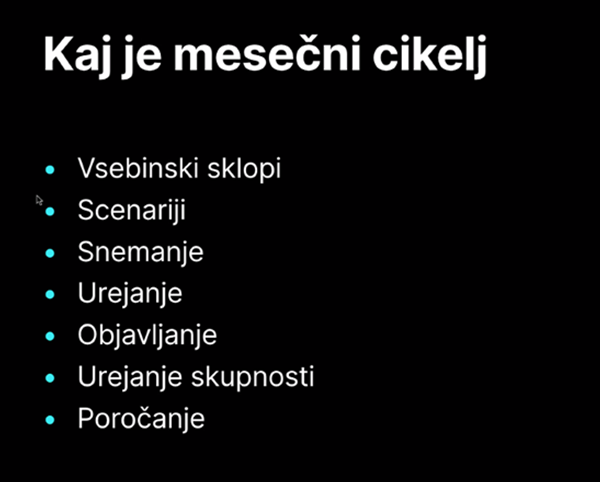 Kaj je mesečni cikelj
Vsebinski sklopi
Scenariji
Snemanje
Urejanje
Objavljanje
Urejanje skupnosti
Poročanje